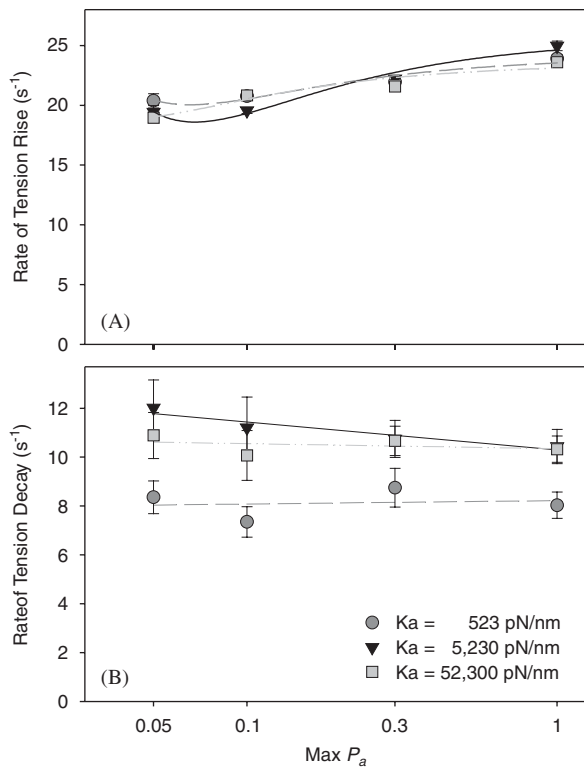 25
20
15
10
5
0
Rate of Tension Rise (s-1)
(A)
12
10
8
6
4
2
0
Rateof Tension Decay (s-1)
Ka = 523 pN/nm
Ka = 5,230 pN/nm
Ka = 52,300 pN/nm
(B)
0.05 0.1 0.3 1
Max Pa